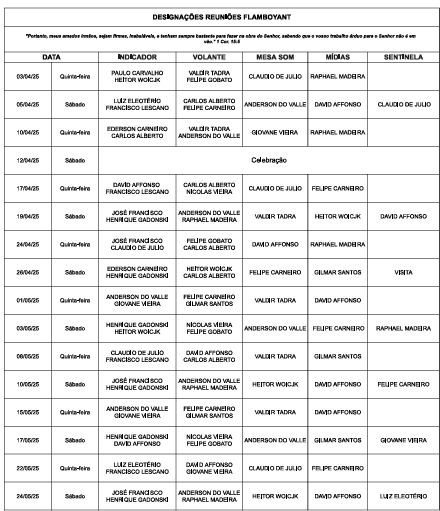 DESIGNAÇÕES REUNIÕES FLAMBOYANT
"Portanto, meus amados irmãos, sejam firmes, inabaláveis, e tenham sempre bastante para fazer na obra do Senhor, sabendo que o vosso trabalho árduo para o Senhor não é em
vão." 1 Cor. 15:5
DATA INDICADOR VOLANTE MESA SOM MÍDIAS SENTINELA
03/04/25 Quinta-feira PAULO CARVALHO VALDIR TADRA CLAUDIO DE JULIO RAPHAEL MADEIRA
HEITOR WOICJK FELIPE GOBATO
05/04/25 Sábado LUIZ ELEOTÉRIO CARLOS ALBERTO ANDERSON DO VALLE DAVID AFFONSO CLAUDIO DE JULIO
FRANCISCO LESCANO FELIPE CARNEIRO
10/04/25 Quinta-feira EDERSON CARNEIRO VALDIR TADRA GIOVANE VIEIRA RAPHAEL MADEIRA
CARLOS ALBERTO ANDERSON DO VALLE
12/04/25 Sábado Celebração
17/04/25 Quinta-feira DAVID AFFONSO CARLOS ALBERTO CLAUDIO DE JULIO FELIPE CARNEIRO
FRANCISCO LESCANO NICOLAS VIEIRA
19/04/25 Sábado JOSÉ FRANCISCO ANDERSON DO VALLE VALDIR TADRA HEITOR WOICJK DAVID AFFONSO
HENRIQUE GADONSKI RAPHAEL MADEIRA
24/04/25 Quinta-feira JOSÉ FRANCISCO FELIPE GOBATO DAVID AFFONSO RAPHAEL MADEIRA
CLAUDIO DE JULIO CARLOS ALBERTO
26/04/25 Sábado EDERSON CARNEIRO HEITOR WOICJK FELIPE CARNEIRO GILMAR SANTOS VISITA
HENRIQUE GADONSKI CARLOS ALBERTO
01/05/25 Quinta-feira ANDERSON DO VALLE FELIPE CARNEIRO VALDIR TADRA DAVID AFFONSO
GIOVANE VIEIRA GILMAR SANTOS
03/05/25 Sábado HENRIQUE GADONSKI NICOLAS VIEIRA ANDERSON DO VALLE FELIPE CARNEIRO RAPHAEL MADEIRA
HEITOR WOICJK FELIPE GOBATO
08/05/25 Quinta-feira CLAUDIO DE JULIO DAVID AFFONSO VALDIR TADRA GILMAR SANTOS
FRANCISCO LESCANO CARLOS ALBERTO
10/05/25 Sábado JOSÉ FRANCISCO ANDERSON DO VALLE HEITOR WOICJK DAVID AFFONSO FELIPE CARNEIRO
HENRIQUE GADONSKI RAPHAEL MADEIRA
15/05/25 Quinta-feira ANDERSON DO VALLE FELIPE CARNEIRO VALDIR TADRA DAVID AFFONSO
GIOVANE VIEIRA GILMAR SANTOS
17/05/25 Sábado HENRIQUE GADONSKI NICOLAS VIEIRA ANDERSON DO VALLE GILMAR SANTOS GIOVANE VIEIRA
DAVID AFFONSO FELIPE GOBATO
22/05/25 Quinta-feira LUIZ ELEOTÉRIO DAVID AFFONSO CLAUDIO DE JULIO FELIPE CARNEIRO
FRANCISCO LESCANO GIOVANE VIEIRA
24/05/25 Sábado JOSÉ FRANCISCO ANDERSON DO VALLE HEITOR WOICJK DAVID AFFONSO LUIZ ELEOTÉRIO
HENRIQUE GADONSKI RAPHAEL MADEIRA